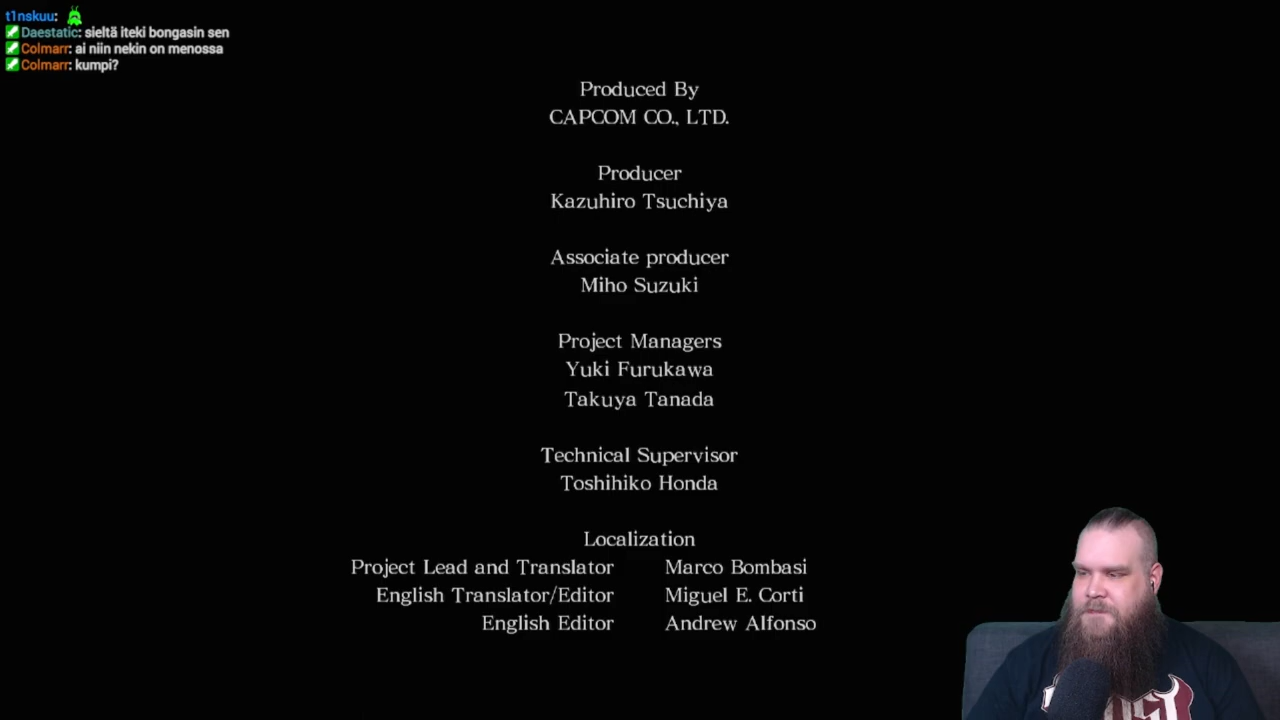 t1nskuu:
Daestatic: sieltä iteki bongasin sen
Colmarr: ai niin nekin on menossa
Colmarr: kumpi?
Produced By
CAPCOM CO., LTD.
Producer
Kazuhiro Tsuchiya
Associate producer
Miho Suzuki
Project Managers
Yuki Furukawa
Takuya Tanada
Technical Supervisor
Toshihiko Honda
Localization
Project Lead and Translator Marco Bombasi
English Translator/Editor Miguel E. Corti
English Editor Andrew Alfonso